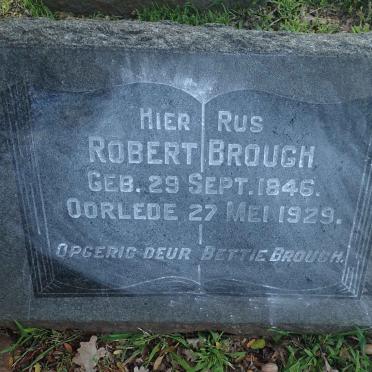 HIER RUS
ROBERT BROUGH
GEB. 29 SEPT. 1846.
OORLEDE 27 MEI 1929.
OPGERIG DEUR BETTIE BROUGH.